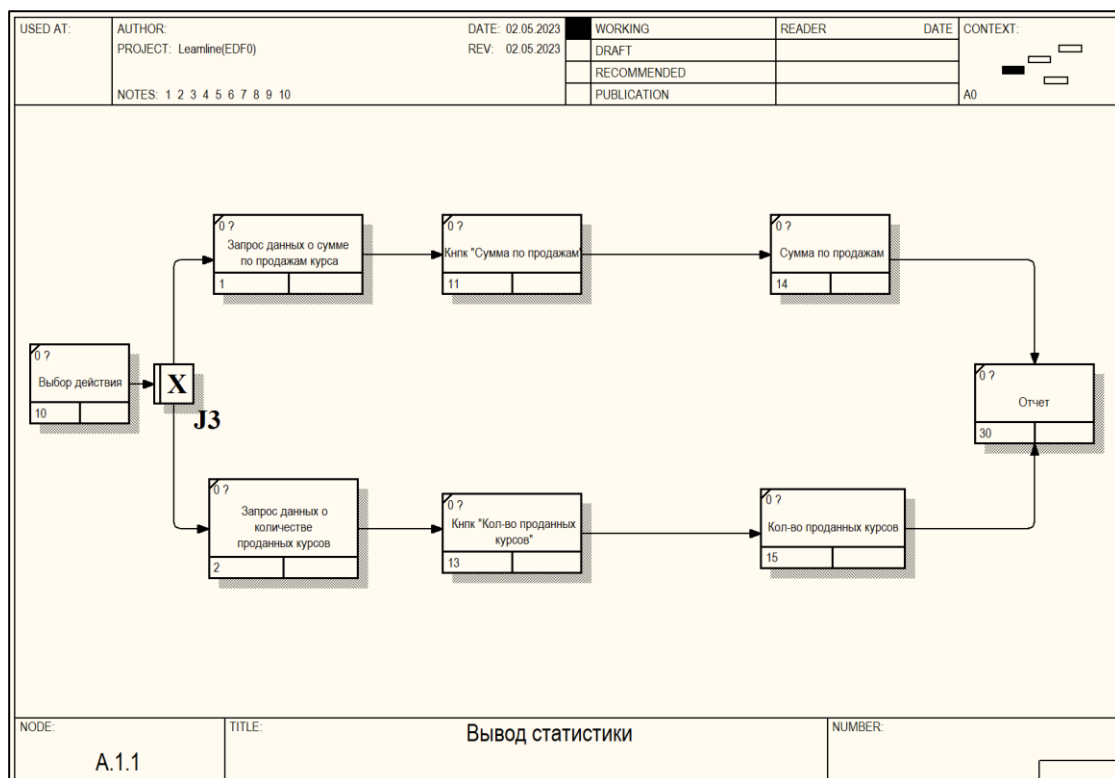 USED AT:
AUTHOR:
DATE: 02.05.2023
WORKING
READER
DATE
CONTEXT:
PROJECT: Learnline(EDF0)
REV: 02.05.2023
DRAFT
RECOMMENDED
NOTES: 1 2 3 4 5 6 7 8 9 10
PUBLICATION
A0
0 ?
Запрос данных о сумме
по продажам курса
1
0 ?
Кнпк "Сумма по продажам"
11
0 ?
Сумма по продажам
14
0 ?
Выбор действия
10
X
J3
0 ?
Отчет
30
0 ?
Запрос данных о
количестве
проданных курсов
2
0 ?
Кнпк "Кол-во проданных
курсов"
13
0 ?
Кол-во проданных курсов
15
NODE:
TITLE:
Вывод статистики
NUMBER:
A.1.1